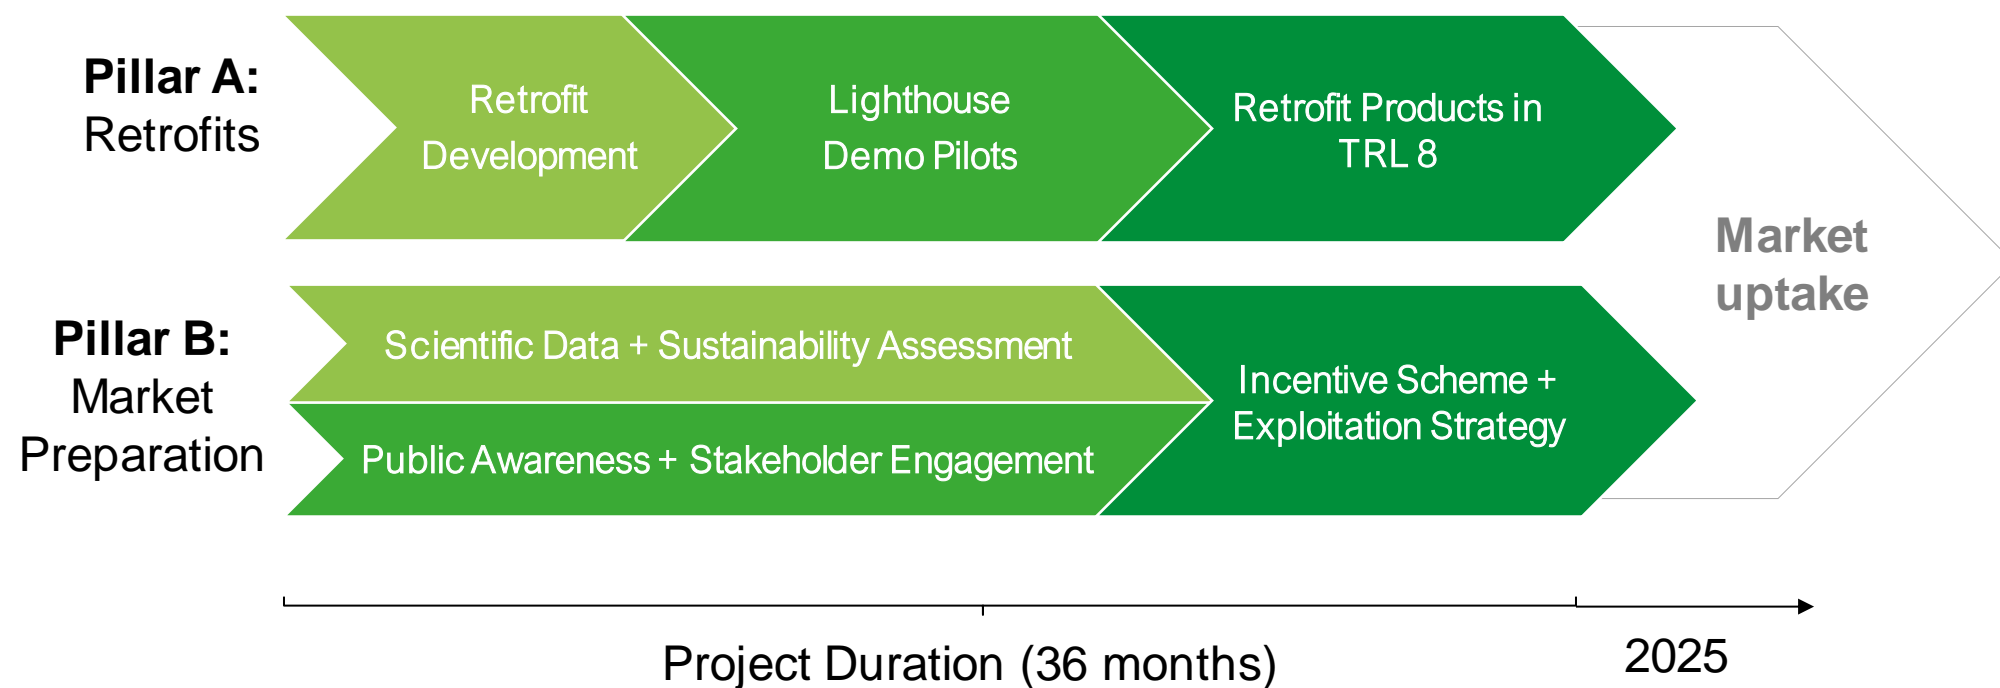 Pillar A:
Retrofits
Retrofit
Development
Lighthouse
Demo Pilots
Retrofit Products in
TRL 8
Market
uptake
Pillar B:
Market
Preparation
Scientific Data + Sustainability Assessment
Public Awareness + Stakeholder Engagement
Incentive Scheme +
Exploitation Strategy
Project Duration (36 months)
2025